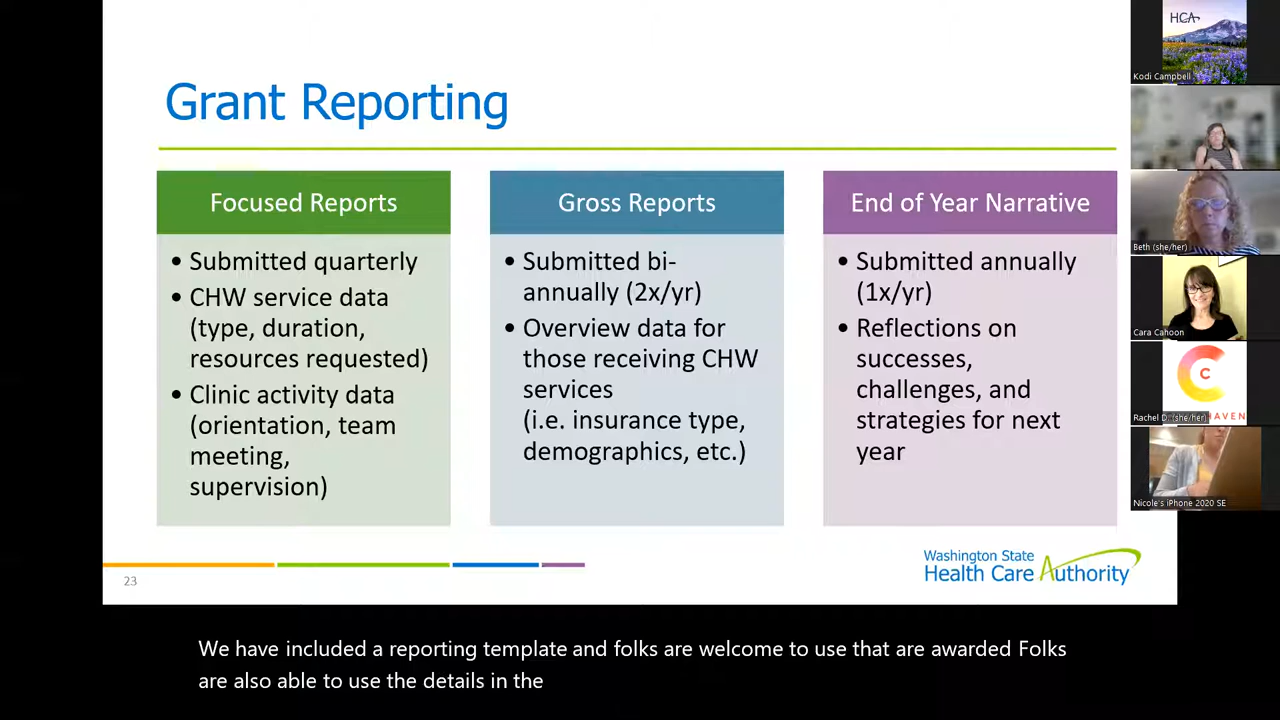 Grant Reporting
Focused Reports
• Submitted quarterly
• CHW service data
(type, duration,
resources requested)
• Clinic activity data
(orientation, team
meeting,
supervision)
Gross Reports
• Submitted bi-
annually (2x/yr)
• Overview data for
those receiving CHW
services
(i.e. insurance type,
demographics, etc.)
End of Year Narrative
• Submitted annually
(1x/yr)
• Reflections on
successes,
challenges, and
strategies for next
year
23
Washington State
Health Care Authority
HCA
Kodi Campbell
Beth (she/her)
Cara Cahoon
C
HAVEN
Rachel D. (she/her)
Nicole's iPhone 2020 SE
We have included a reporting template and folks are welcome to use that are awarded Folks
are also able to use the details in the